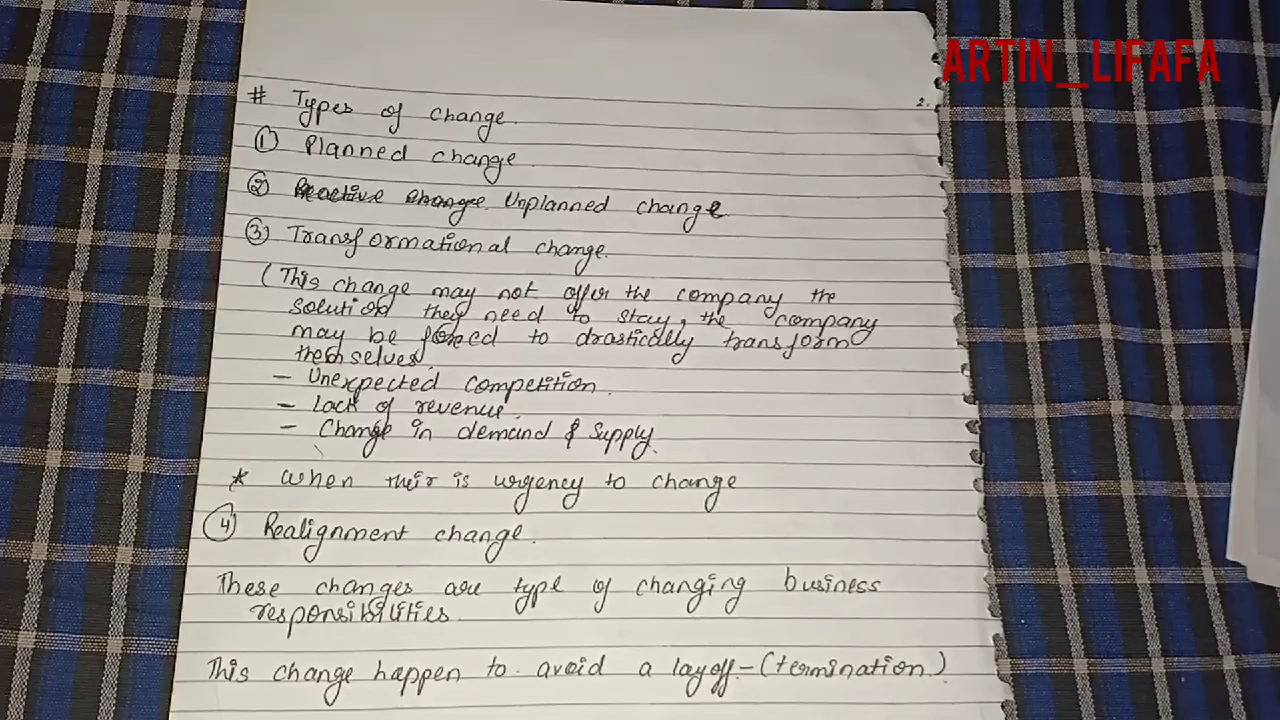 ARTIN_LIFAFA
2.
# Types of change.
① Planned change.
② Reactive change. Unplanned change
③ Transformational change.
(This change may not offer the company the
solution they need to stay, the company
may be forced to drastically transform
themselves.
- Unexpected competition.
- Lack of revenue.
- Change in demand & supply.
* When their is urgency to change
④ Realignment change.
These changes are type of changing business
responsibilities.
This change happen to avoid a layoff-(termination).